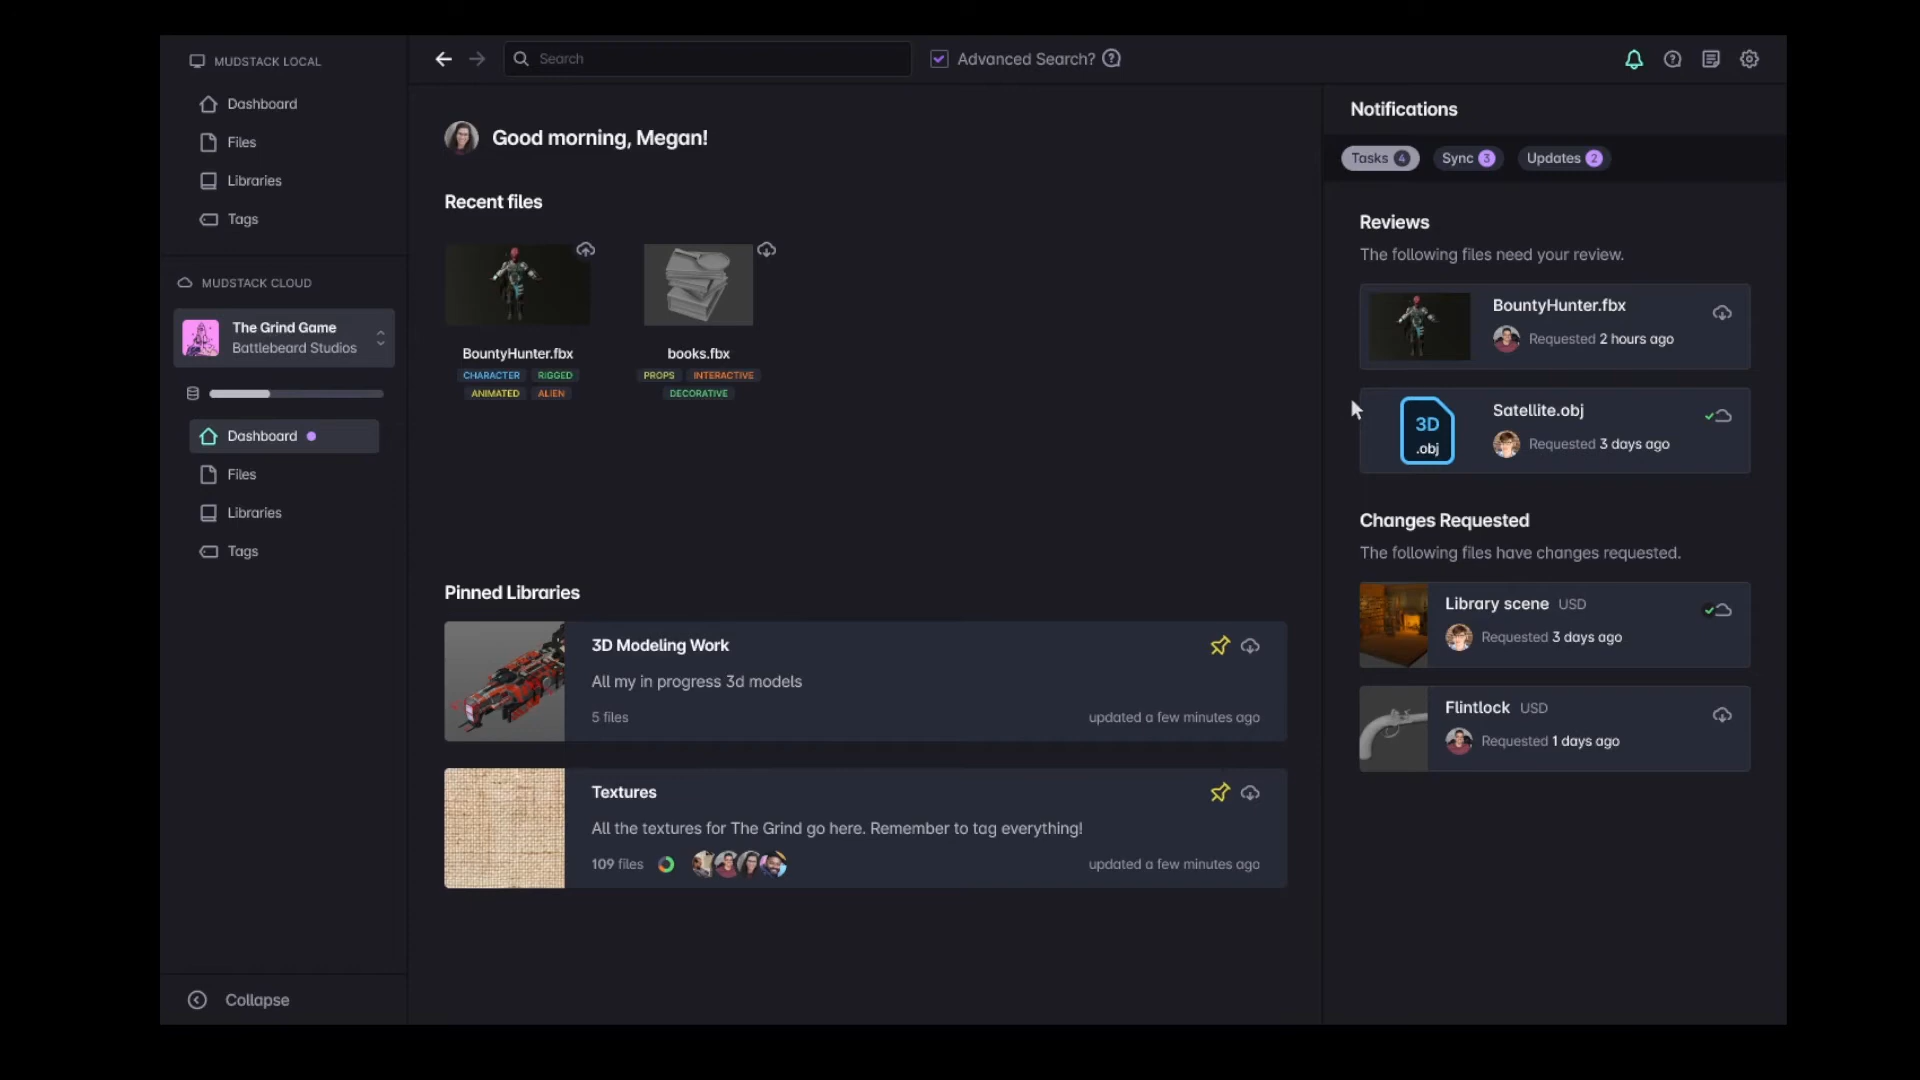 MUDSTACK LOCAL
Dashboard
Files
Libraries
Tags
MUDSTACK CLOUD
The Grind Game
Battlebeard Studios
Dashboard
Files
Libraries
Tags
Collapse
Search
Advanced Search?
Good morning, Megan!
Recent files
BountyHunter.fbx
CHARACTER RIGGED
ANIMATED ALIEN
books.fbx
PROPS INTERACTIVE
DECORATIVE
Pinned Libraries
3D Modeling Work
All my in progress 3d models
5 files
updated a few minutes ago
Textures
All the textures for The Grind go here. Remember to tag everything!
109 files
updated a few minutes ago
Notifications
Tasks 4 Sync 3 Updates 2
Reviews
The following files need your review.
BountyHunter.fbx
Requested 2 hours ago
3D
.obj
Satellite.obj
Requested 3 days ago
Changes Requested
The following files have changes requested.
Library scene USD
Requested 3 days ago
Flintlock USD
Requested 1 days ago